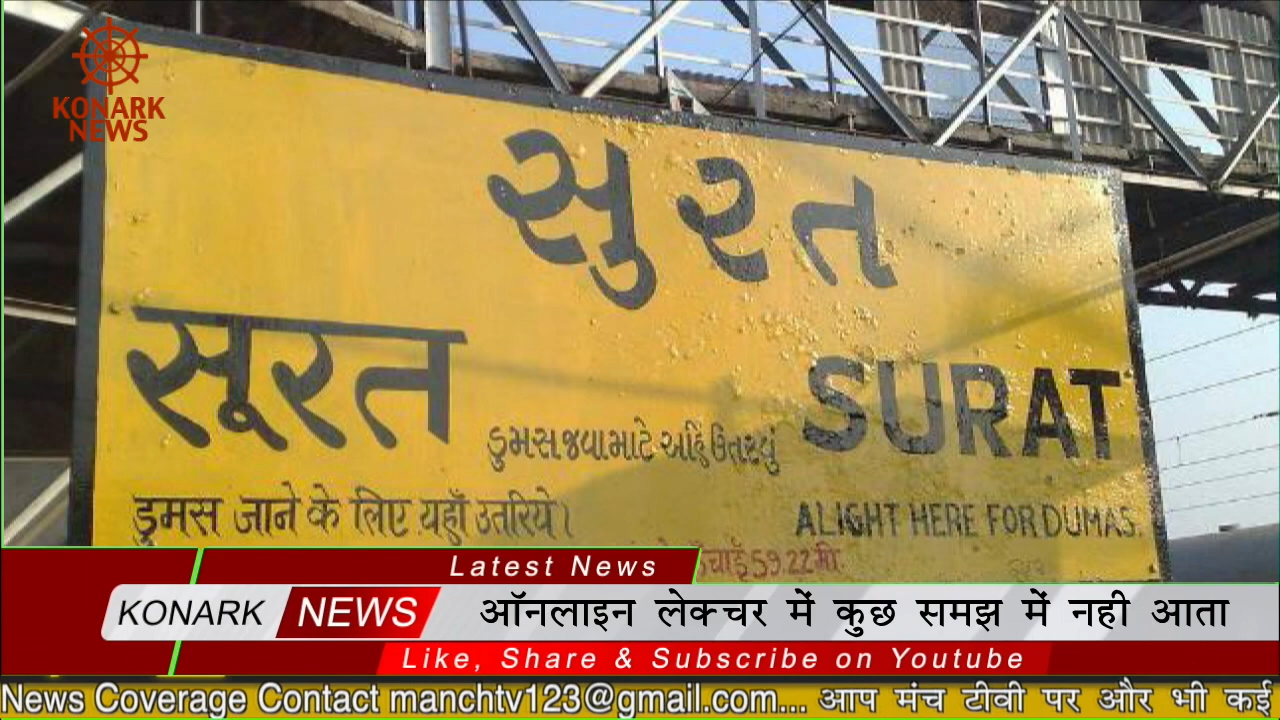 KONARK
NEWS
સુરત
सूरत
SURAT
ડુમસ જવા માટે અહિં ઉતરવું
डुमस जाने के लिए यहाँ उतरिये।
ALIGHT HERE FOR DUMAS.
ऊँचाई 59.22 मी.
Latest News
KONARK NEWS
ऑनलाइन लेक्चर में कुछ समझ में नही आता
Like, Share & Subscribe on Youtube
News Coverage Contact manchtv123@gmail.com... आप मंच टीवी पर और भी कई